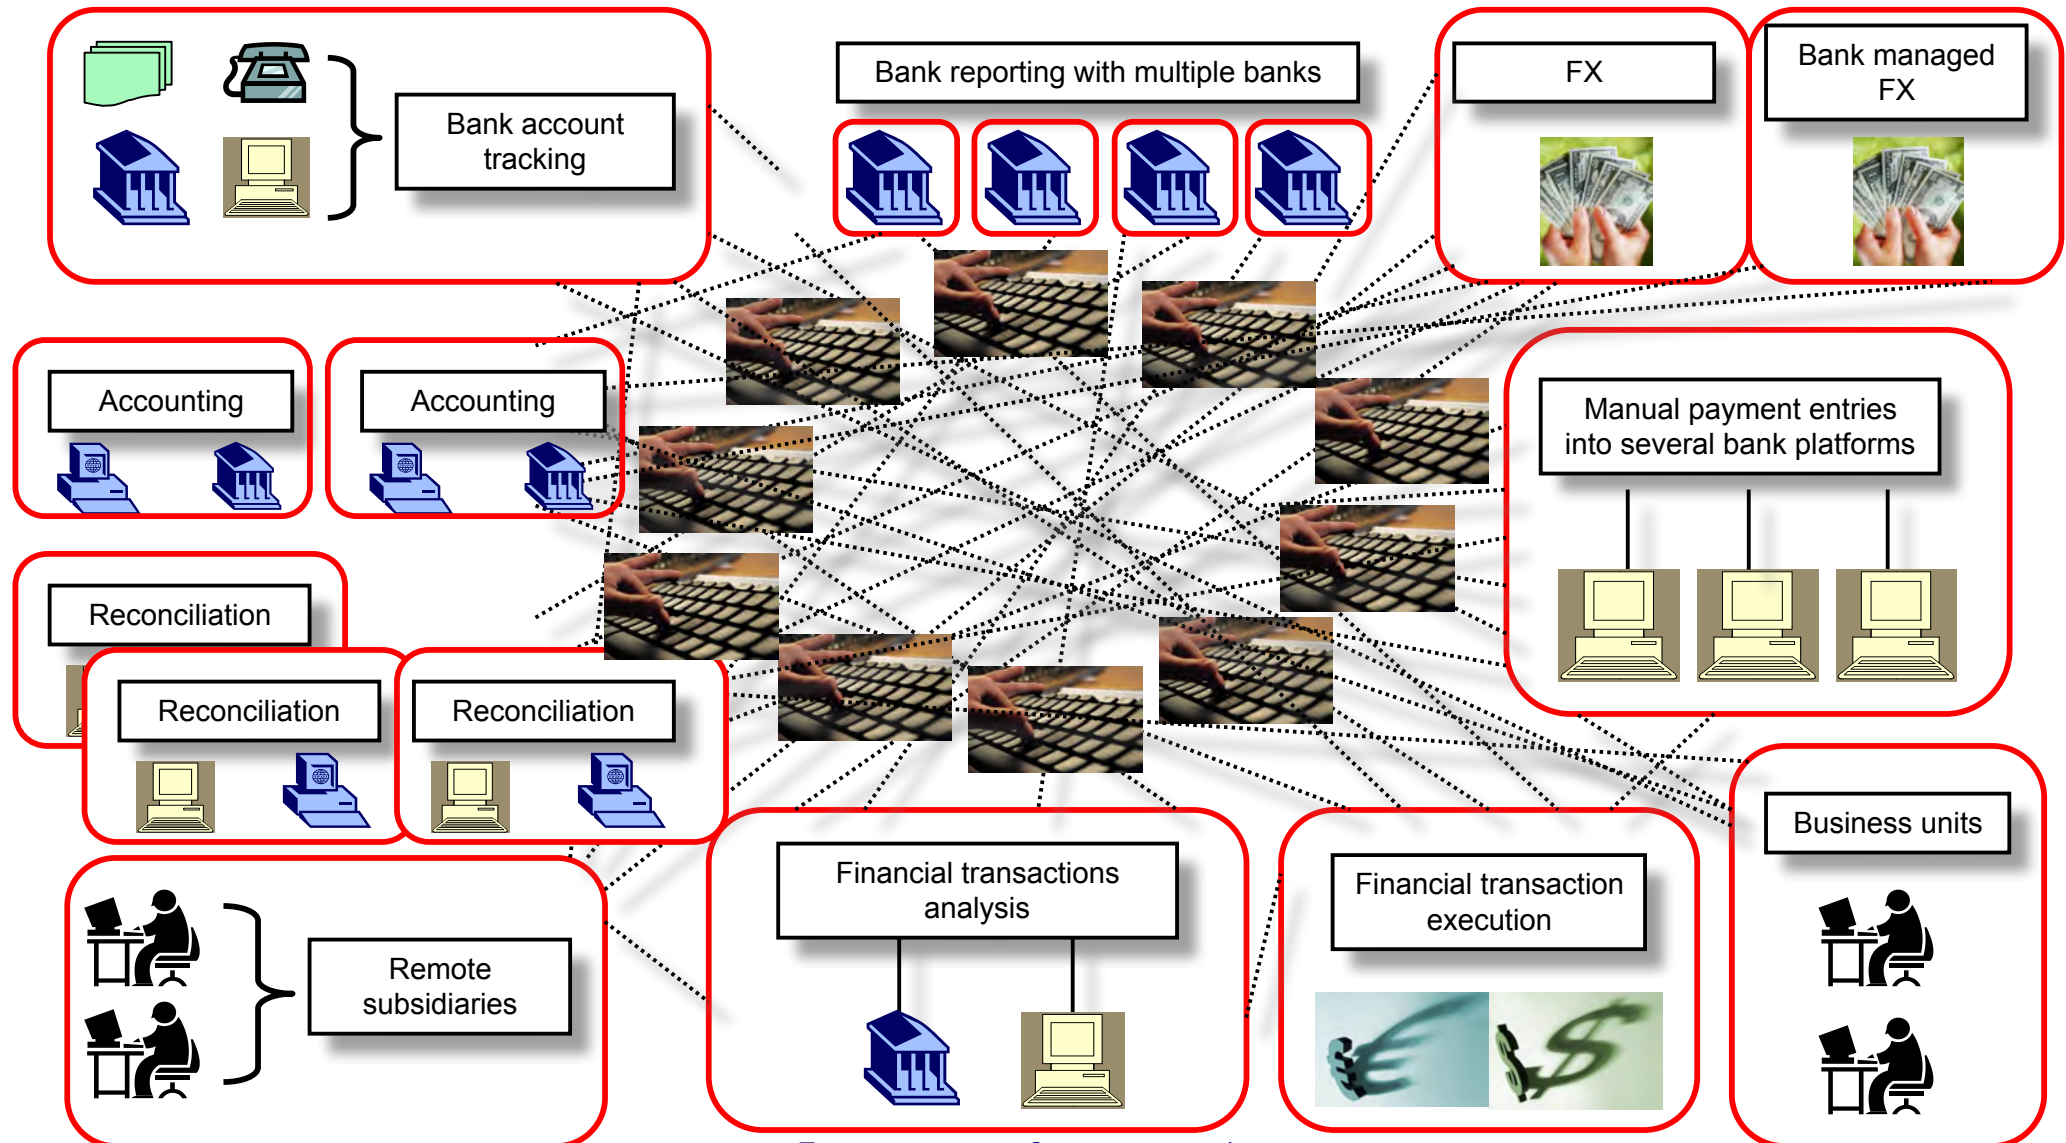 Bank account
tracking
Bank reporting with multiple banks
FX
Bank managed
FX
Accounting
Accounting
Manual payment entries
into several bank platforms
Reconciliation
Reconciliation
Reconciliation
Business units
Financial transactions
analysis
Financial transaction
execution
Remote
subsidiaries